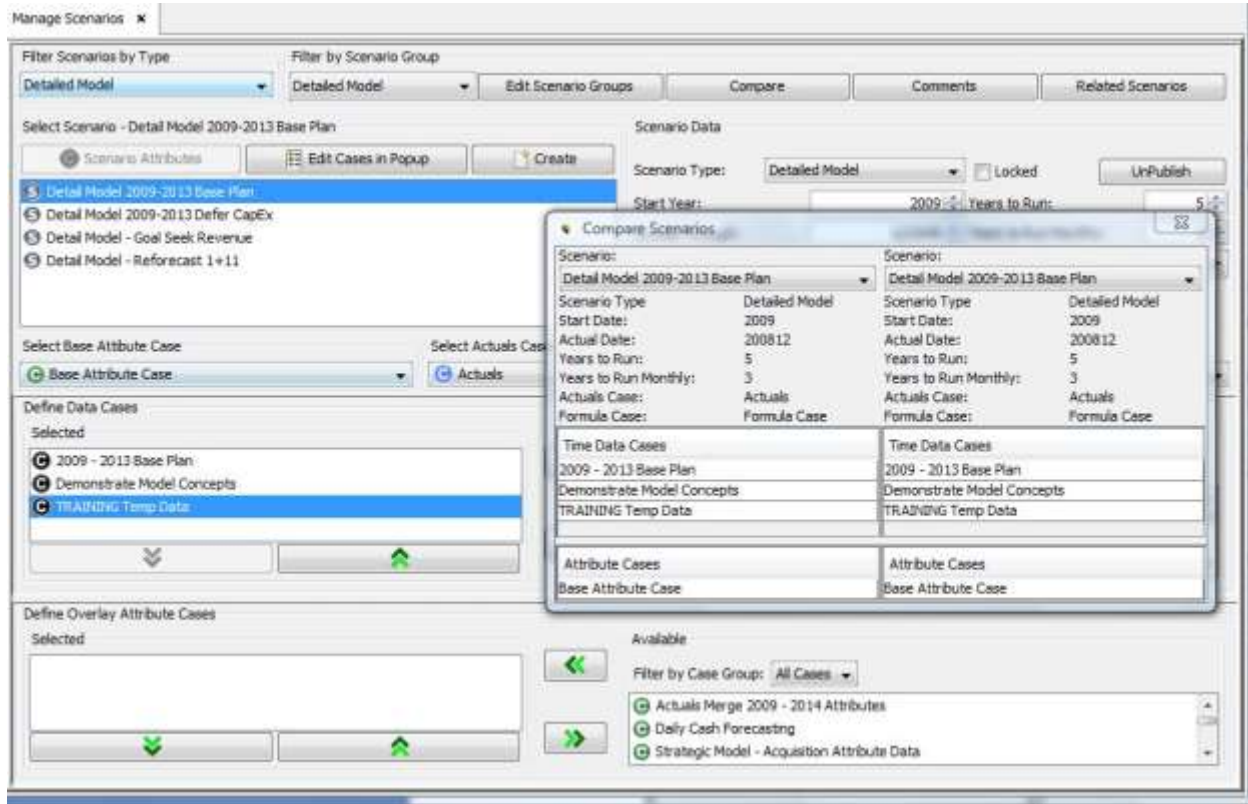 Manage Scenarios
Filter Scenarios by Type Filter by Scenario Group
Detailed Model Detailed Model Edit Scenario Groups Compare Comments Related Scenarios
Select Scenario - Detail Model 2009-2013 Base Plan Scenario Data
Scenario Attributes Edit Cases in Popup Create
Scenario Type: Detailed Model Locked UnPublish
Detail Model 2009-2013 Base Plan
Start Year: 2009 Years to Run: 5
Detail Model 2009-2013 Defer CapEx
Detail Model - Goal Seek Revenue
Detail Model - Reforecast 1+11
Compare Scenarios
Scenario: Scenario:
Detail Model 2009-2013 Base Plan Detail Model 2009-2013 Base Plan
Scenario Type Detailed Model Scenario Type Detailed Model
Start Date: 2009 Start Date: 2009
Actual Date: 200812 Actual Date: 200812
Years to Run: 5 Years to Run: 5
Years to Run Monthly: 3 Years to Run Monthly: 3
Actuals Case: Actuals Actuals Case: Actuals
Formula Case: Formula Case Formula Case: Formula Case
Time Data Cases Time Data Cases
2009 - 2013 Base Plan 2009 - 2013 Base Plan
Demonstrate Model Concepts Demonstrate Model Concepts
TRAINING Temp Data TRAINING Temp Data
Attribute Cases Attribute Cases
Base Attribute Case Base Attribute Case
Select Base Attibute Case Select Actuals Cas
Base Attribute Case Actuals
Define Data Cases
Selected
2009 - 2013 Base Plan
Demonstrate Model Concepts
TRAINING Temp Data
Define Overlay Attribute Cases
Selected Available
Filter by Case Group: All Cases
Actuals Merge 2009 - 2014 Attributes
Daily Cash Forecasting
Strategic Model - Acquisition Attribute Data